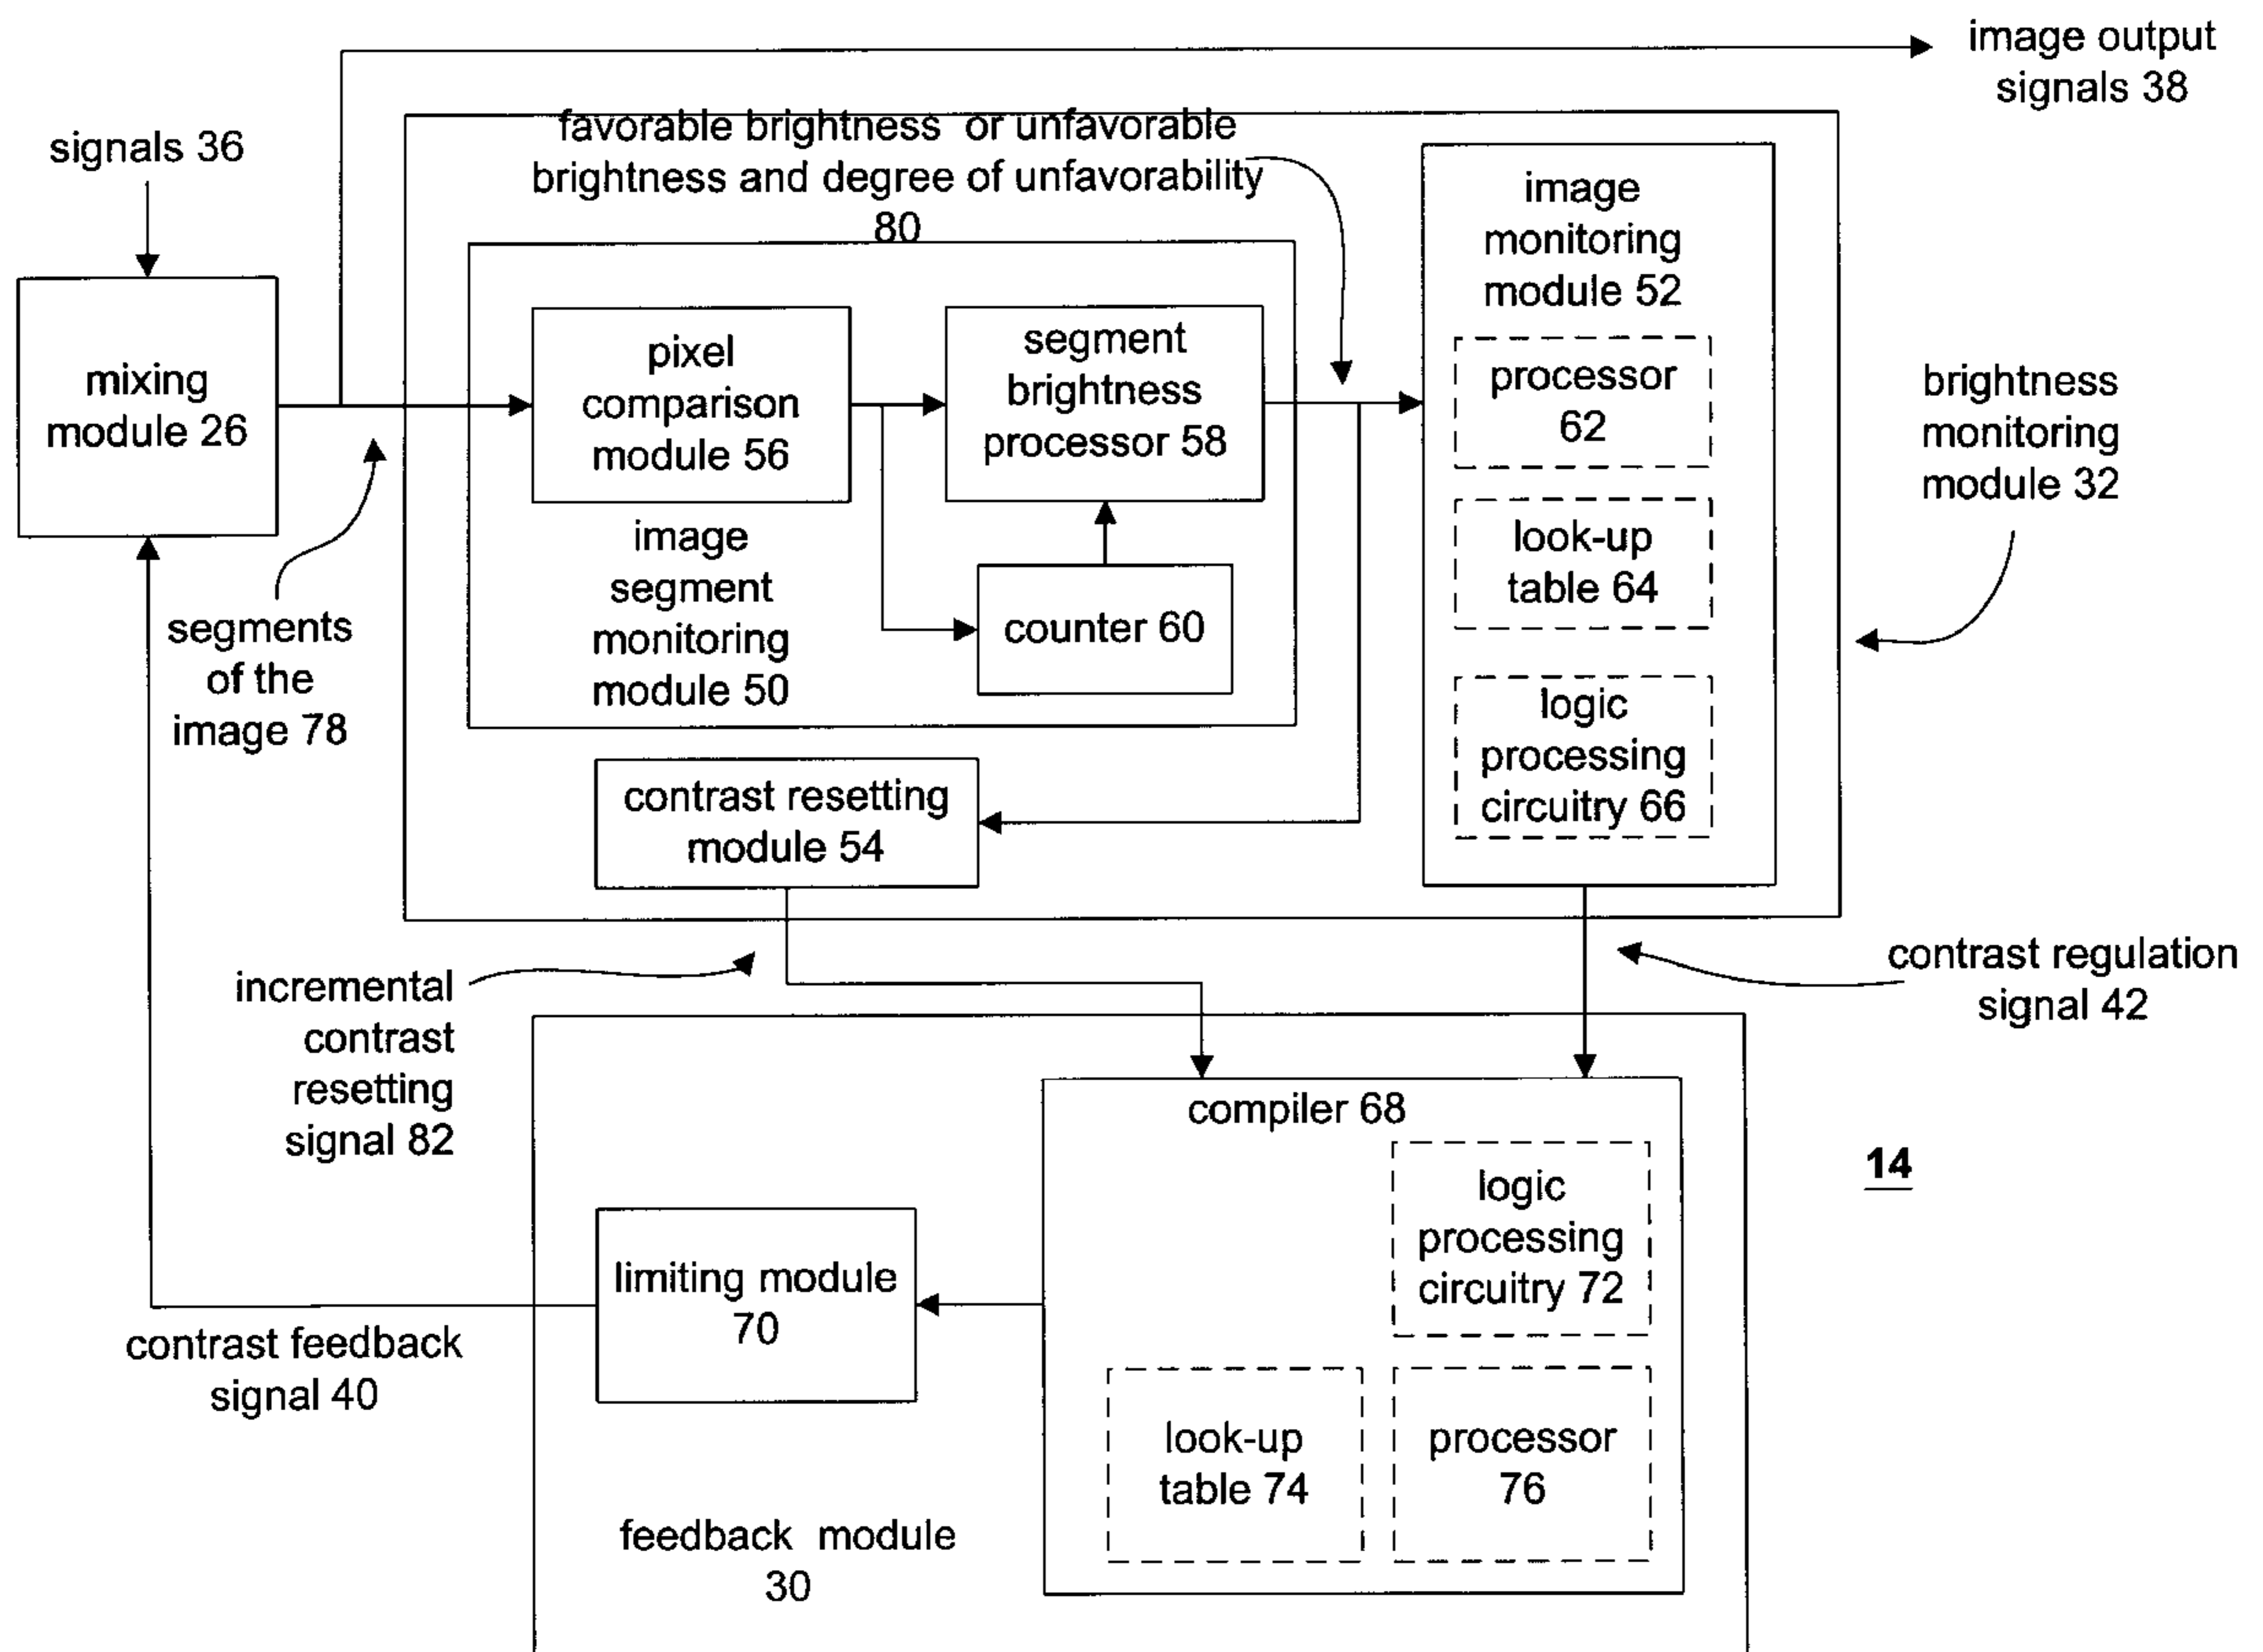 image output
signals 38
signals 36
favorable brightness or unfavorable
brightness and degree of unfavorability
80
image
monitoring
module 52
processor
62
look-up
table 64
logic
processing
circuitry 66
mixing
module 26
pixel
comparison
module 56
segment
brightness
processor 58
brightness
monitoring
module 32
image
segment
monitoring
module 50
counter 60
segments
of the
image 78
contrast resetting
module 54
incremental
contrast
resetting
signal 82
contrast regulation
signal 42
compiler 68
logic
processing
circuitry 72
14
limiting module
70
contrast feedback
signal 40
look-up
table 74
processor
76
feedback module
30